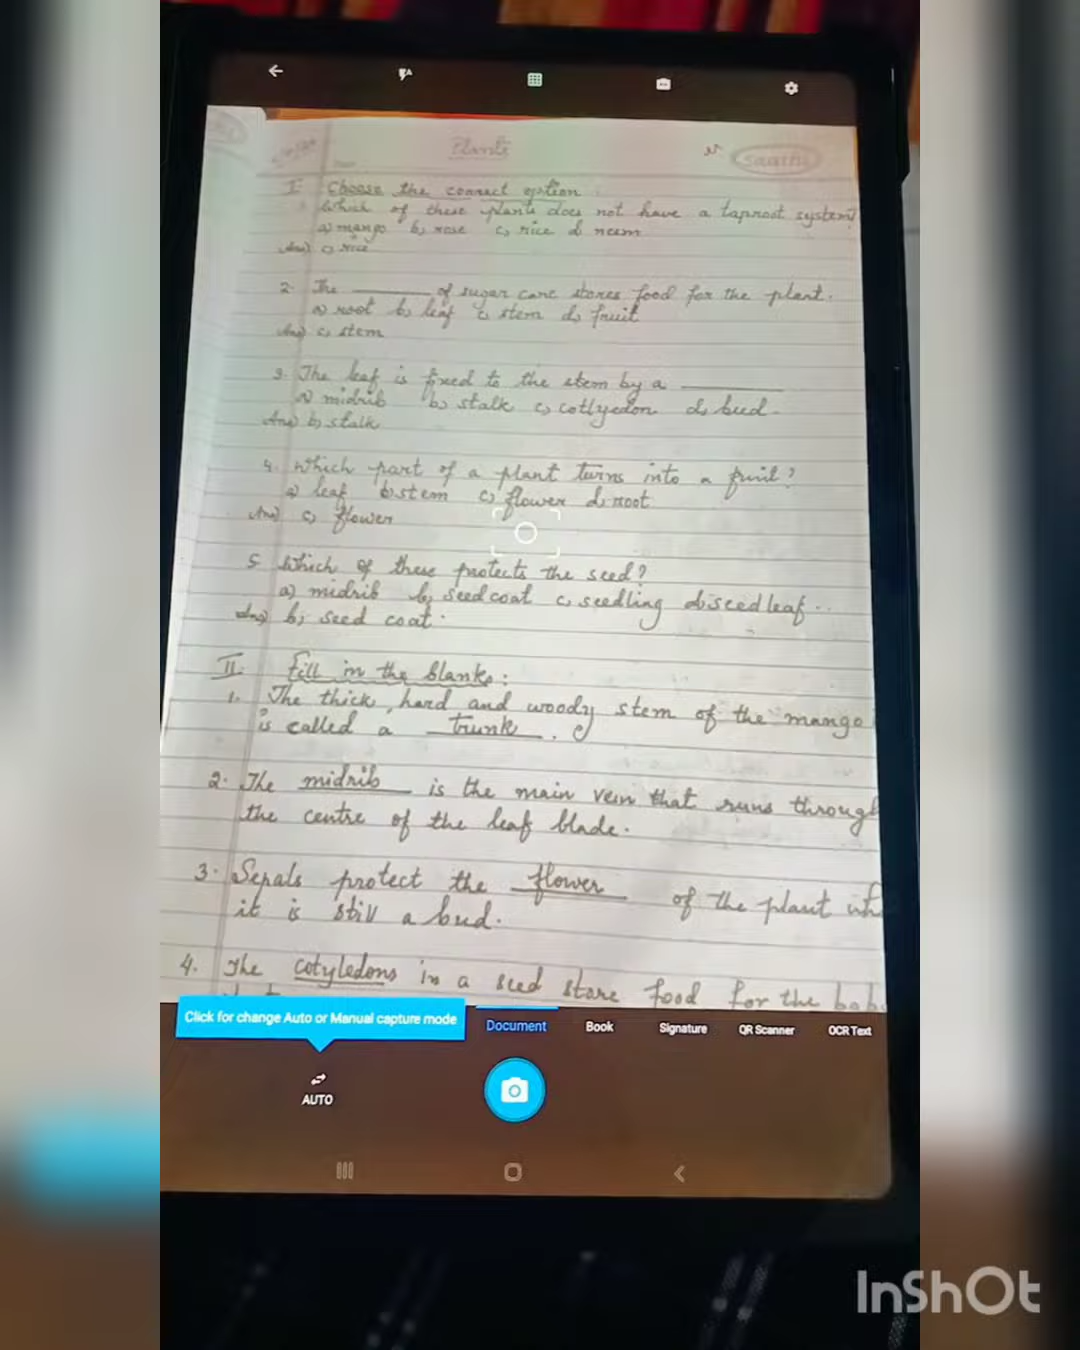 Plants
saathi
I. Choose the correct option
Which of these plants does not have a taproot system
a) mango b, rose c, rice d, neem
Ans) c, rice
2. The ________ of sugar cane stores food for the plant.
a) root b, leaf c, stem d, fruit
Ans) c, stem
3. The leaf is fixed to the stem by a ________
a) midrib b, stalk c, cotlyedon d, bud.
Ans) b, stalk
4. Which part of a plant turns into a fruit?
a) leaf b, stem c, flower d, root
Ans) c, flower
5 Which of these protects the seed?
a) midrib b, seed coat c, seedling d, seed leaf..
Ans) b, seed coat.
II. Fill in the blanks:
1. The thick, hard and woody stem of the mango
is called a trunk.
2. The midrib is the main vein that runs through
the centre of the leaf blade.
3. Sepals protect the flower of the plant wh
it is still a bud.
4. The cotyledons in a seed store food for the bab
Click for change Auto or Manual capture mode
Document Book Signature QR Scanner OCR Text
AUTO
InShOt